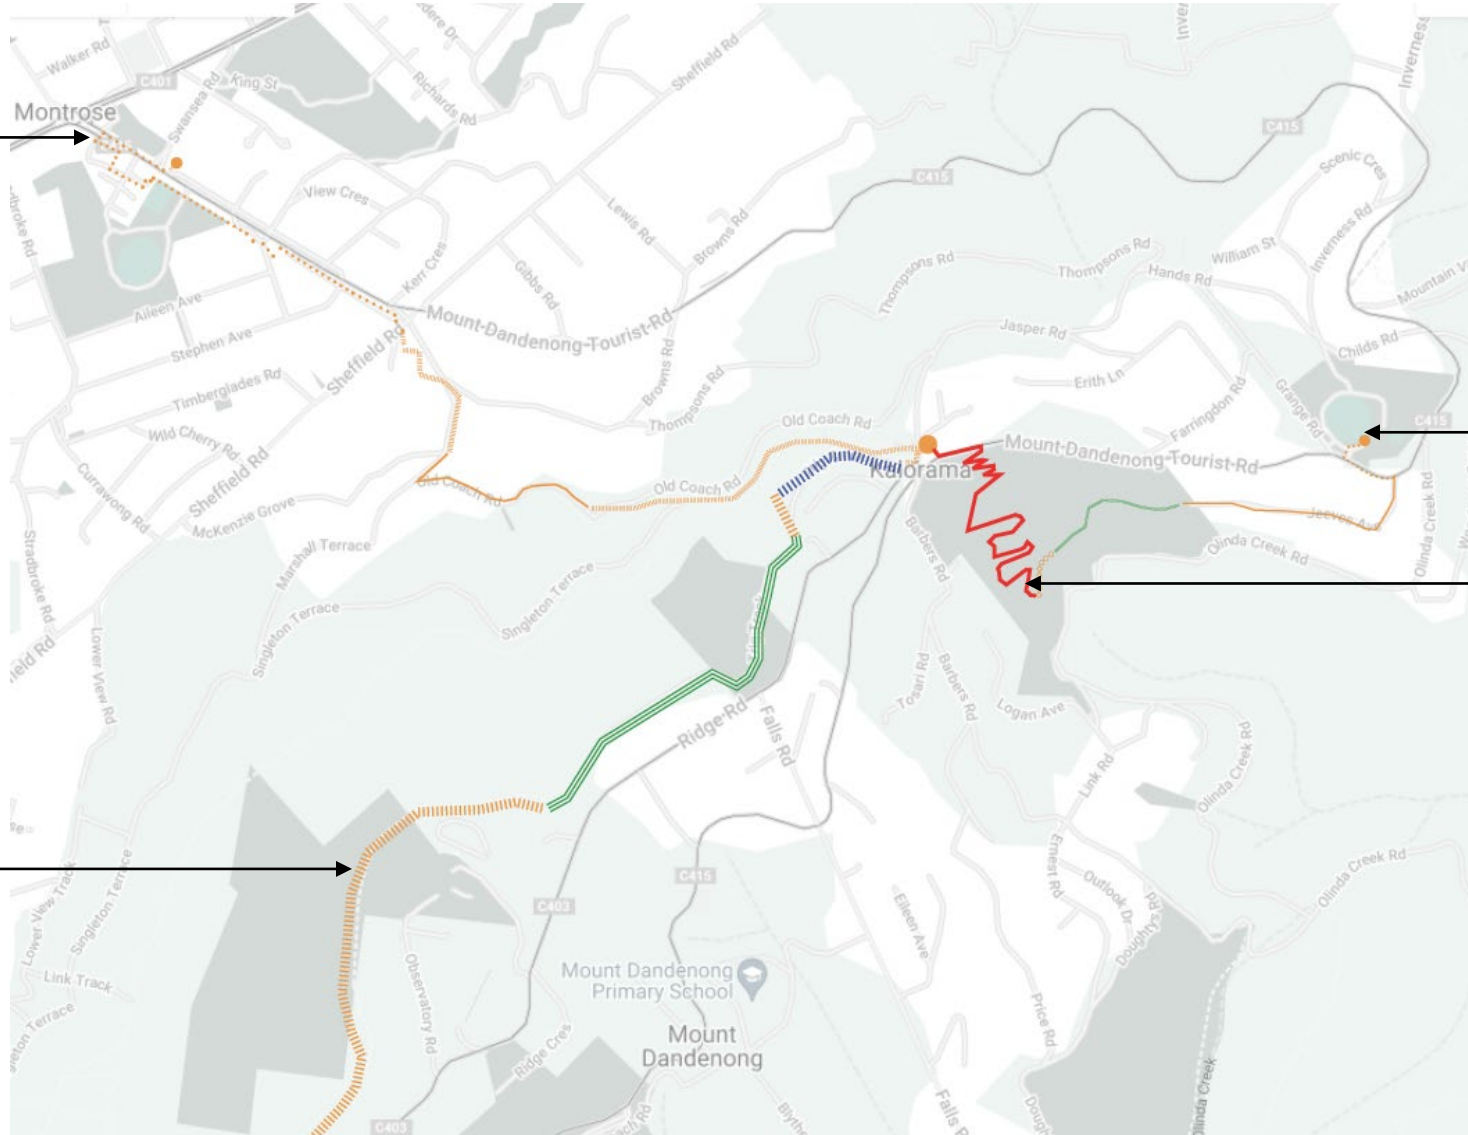 Walker Rd
C401
King St
Swansea Rd
Richards Rd
Sheffield Rd
Montrose
View Cres
Lewis Rd
Browns Rd
Gibbs Rd
Kerr Cres
Aileen Ave
Stephen Ave
Sheffield Rd
Mount-Dandenong-Tourist-Rd
Timberglades Rd
Wild Cherry Rd
Sheffield Rd
Currawong Rd
McKenzie Grove
Old Coach Rd
Marshall Terrace
Stradbroke Rd
Singleton Terrace
Lower View Rd
Browns Rd
Thompsons Rd
Thompsons Rd
Thompsons Rd
Old Coach Rd
Old Coach Rd
Kalorama
Singleton Terrace
C415
C415
Scenic Cres
Inverness Rd
William St
Hands Rd
Jasper Rd
Erith Ln
Farringdon Rd
Grange Rd
Childs Rd
C415
Mount-Dandenong-Tourist-Rd
Jeeves Ave
Olinda Creek Rd
Olinda Creek Rd
Barbers Rd
Tosari Rd
Barbers Rd
Logan Ave
Link Rd
Olinda Creek Rd
Ridge Rd
Falls Rd
Ernest Rd
Outlook Dr
Doughty's Rd
Olinda Creek Rd
Eileen Ave
C415
C403
Lower View Track
Singleton Terrace
Link Track
Observatory Rd
Ridge Cres
Mount Dandenong
Primary School
Mount
Dandenong
Price Rd
C403